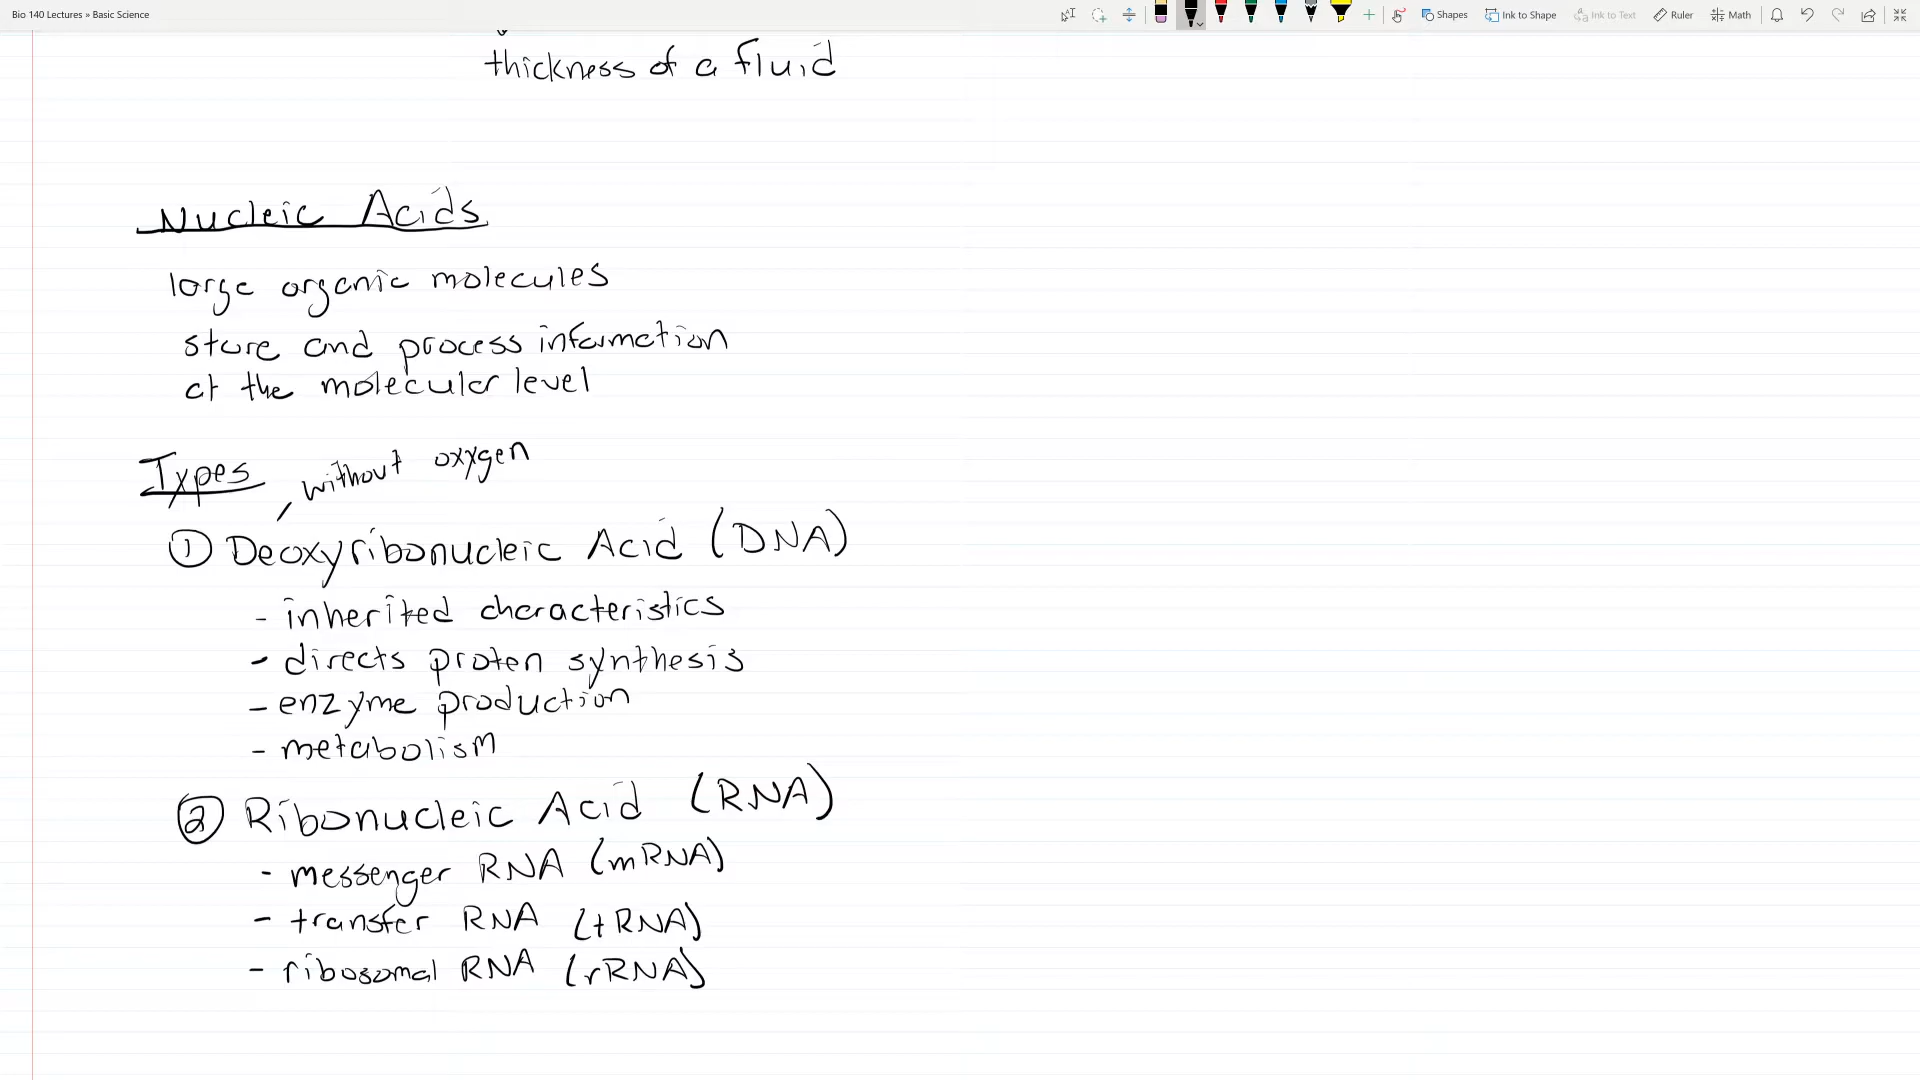 Bio 140 Lectures » Basic Science
Shapes Ink to Shape Ink to Text Ruler Math
thickness of a fluid
Nucleic Acids
large organic molecules
store and process information
at the molecular level
Types
without oxygen
① Deoxyribonucleic Acid (DNA)
- inherited characteristics
- directs proten synthesis
- enzyme production
- metabolism
② Ribonucleic Acid (RNA)
- messenger RNA (mRNA)
- transfer RNA (tRNA)
- ribosomal RNA (rRNA)